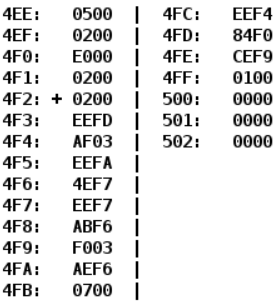 4EE: 0500 | 4FC: EEF4
4EF: 0200 | 4FD: 84F0
4F0: E000 | 4FE: CEF9
4F1: 0200 | 4FF: 0100
4F2: + 0200 | 500: 0000
4F3: EEFD | 501: 0000
4F4: AF03 | 502: 0000
4F5: EEFA |
4F6: 4EF7 |
4F7: EEF7 |
4F8: ABF6 |
4F9: F003 |
4FA: AEF6 |
4FB: 0700 |